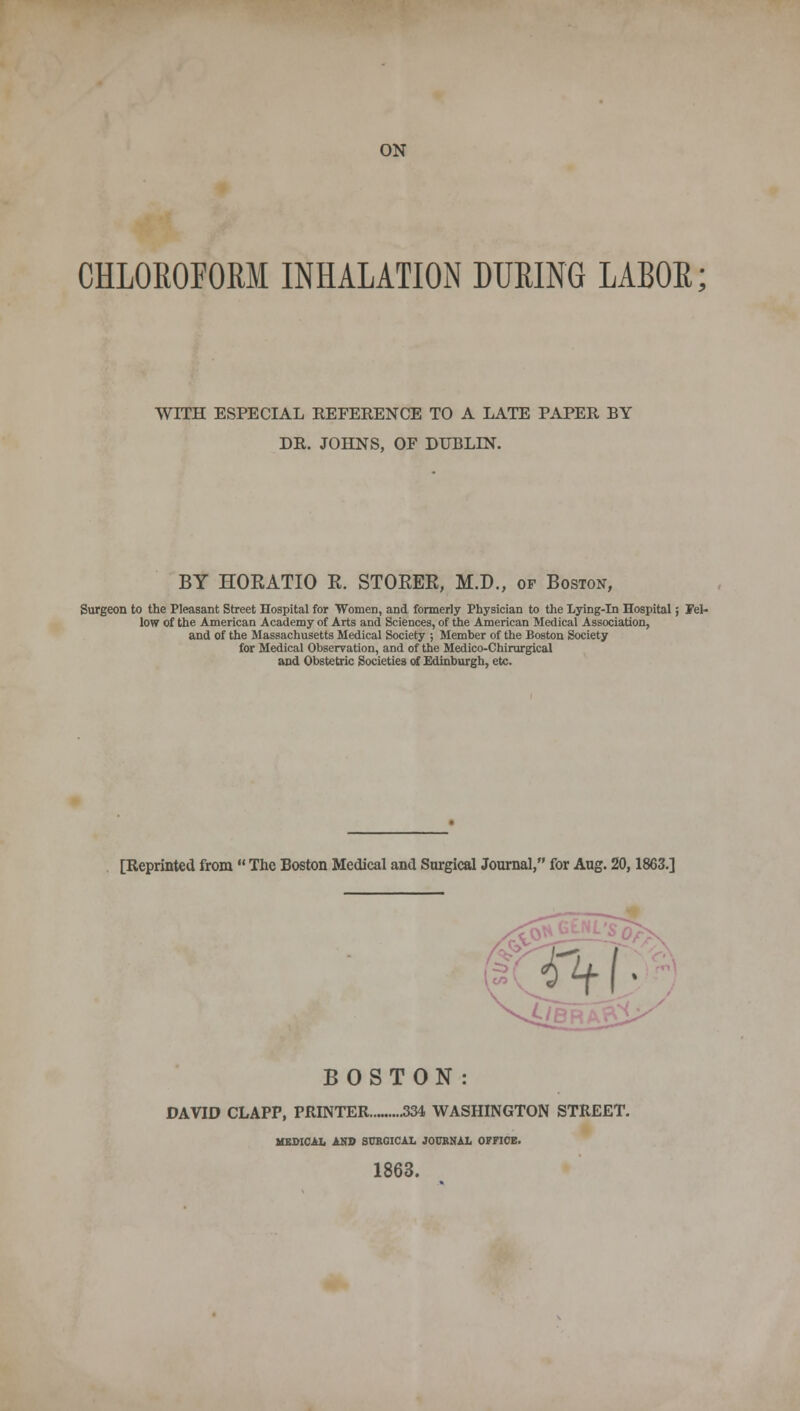 ON
CHLOROFORM INHALATION DURING LABOR;
WITH ESPECIAL REFERENCE TO A LATE PAPER BY
DR. JOHNS, OF DUBLIN.
BY HORATIO R. STORER, M.D., OF BOSTON,
Surgeon to the Pleasant Street Hospital for Women, and formerly Physician to the Lying-In Hospital; Fel-
low of the American Academy of Arts and Sciences, of the American Medical Association,
and of the Massachusetts Medical Society; Member of the Boston Society
for Medical Observation, and of the Medico-Chirurgical
and Obstetric Societies of Edinburgh, etc.
[Reprinted from "The Boston Medical and Surgical Journal," for Aug. 20, 1863.]
SURGEON GENL'S OFFICE
541.
LIBRARY.
BOSTON:
DAVID CLAPP, PRINTER........334 WASHINGTON STREET.
MEDICAL AND SURGICAL JOURNAL OFFICE.
1863.